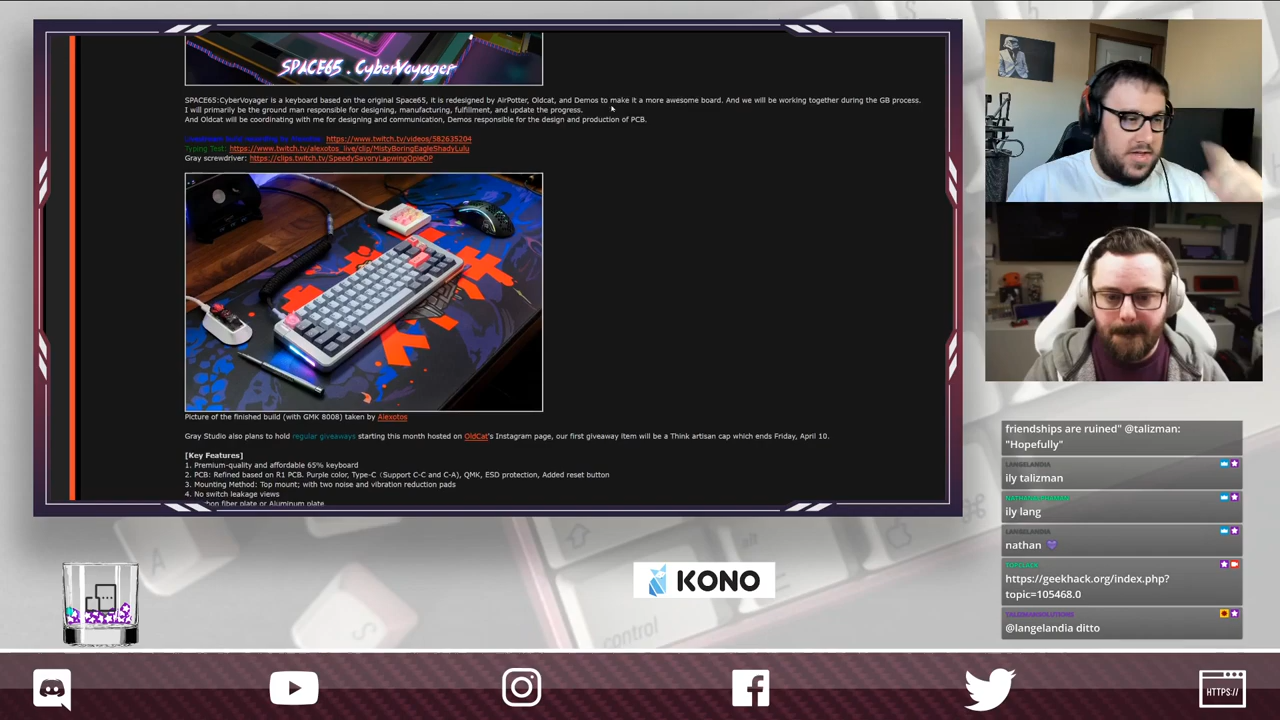 SPACE65 . CyberVoyager
SPACE65:CyberVoyager is a keyboard based on the original Space65, it is redesigned by AirPotter, Oldcat, and Demos to make it a more awesome board. And we will be working together during the GB process.
I will primarily be the ground man responsible for designing, manufacturing, fulfillment, and update the progress.
And Oldcat will be coordinating with me for designing and communication, Demos responsible for the design and production of PCB.
https://www.twitch.tv/videos/582635204
Typing Test: https://www.twitch.tv/alexotos_live/clip/MistyBoringEagleShadyLulu
Gray screwdriver: https://clips.twitch.tv/SpeedySavoryLapwingOpieOP
Picture of the finished build (with GMK 8008) taken by Alexotos
Gray Studio also plans to hold regular giveaways starting this month hosted on OldCat's Instagram page, our first giveaway item will be a Think artisan cap which ends Friday, April 10.
[Key Features]
1. Premium-quality and affordable 65% keyboard
2. PCB: Refined based on R1 PCB. Purple color, Type-C（Support C-C and C-A), QMK, ESD protection, Added reset button
3. Mounting Method: Top mount; with two noise and vibration reduction pads
4. No switch leakage views
fiber plate or Aluminum plate
friendships are ruined" @talizman:
"Hopefully"
LANGELANDIA
ily talizman
ily lang
LANGELANDIA
nathan
https://geekhack.org/index.php?
topic=105468.0
@langelandia ditto
KONO
control
HTTPS://